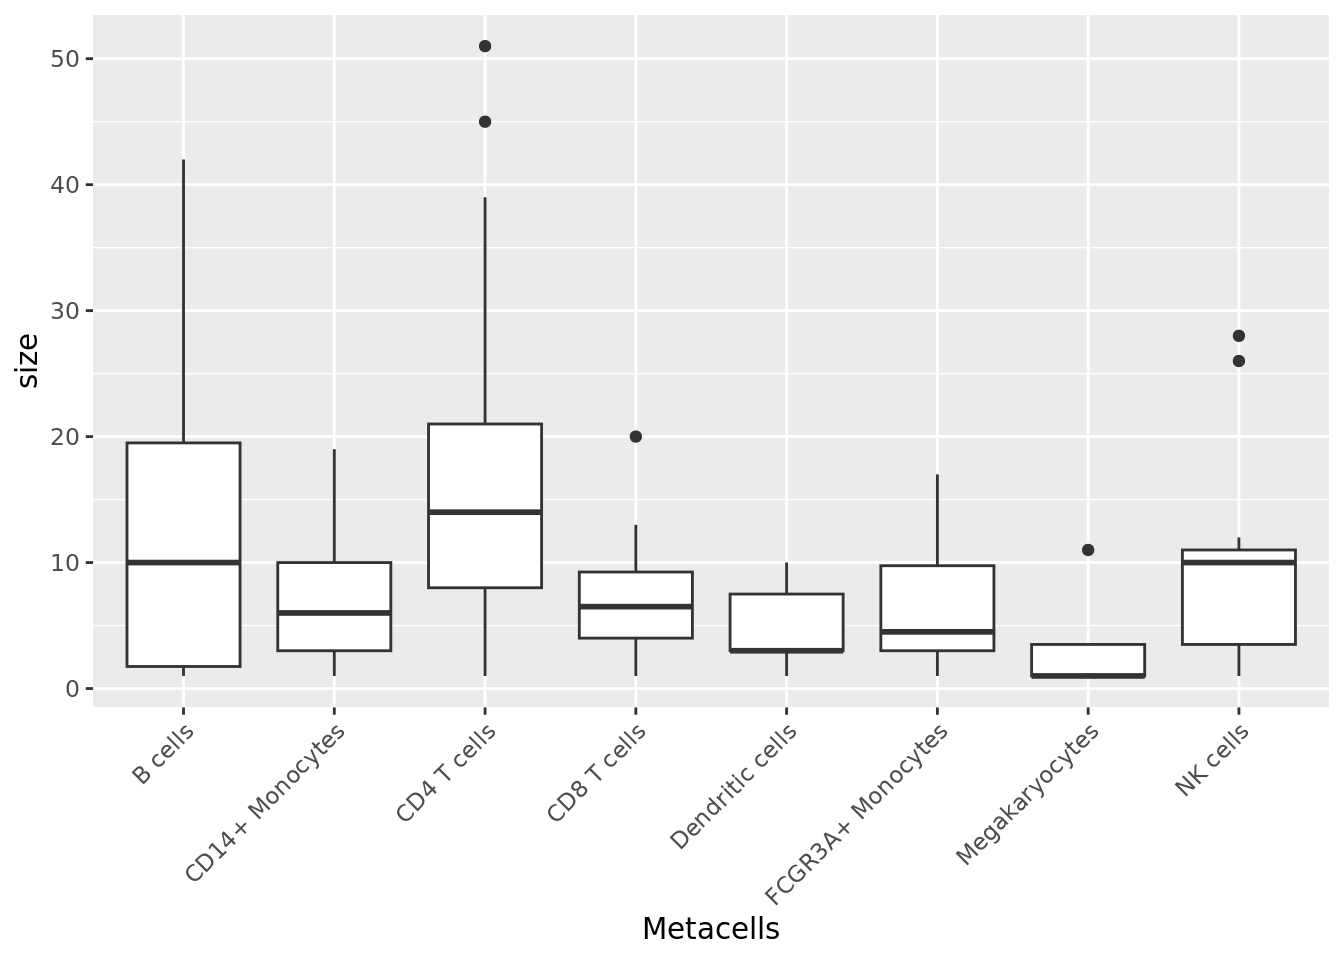 50
40
30
20
10
0
size
B cells
CD14+ Monocytes
CD4 T cells
CD8 T cells
Dendritic cells
FCGR3A+ Monocytes
Megakaryocytes
NK cells
Metacells